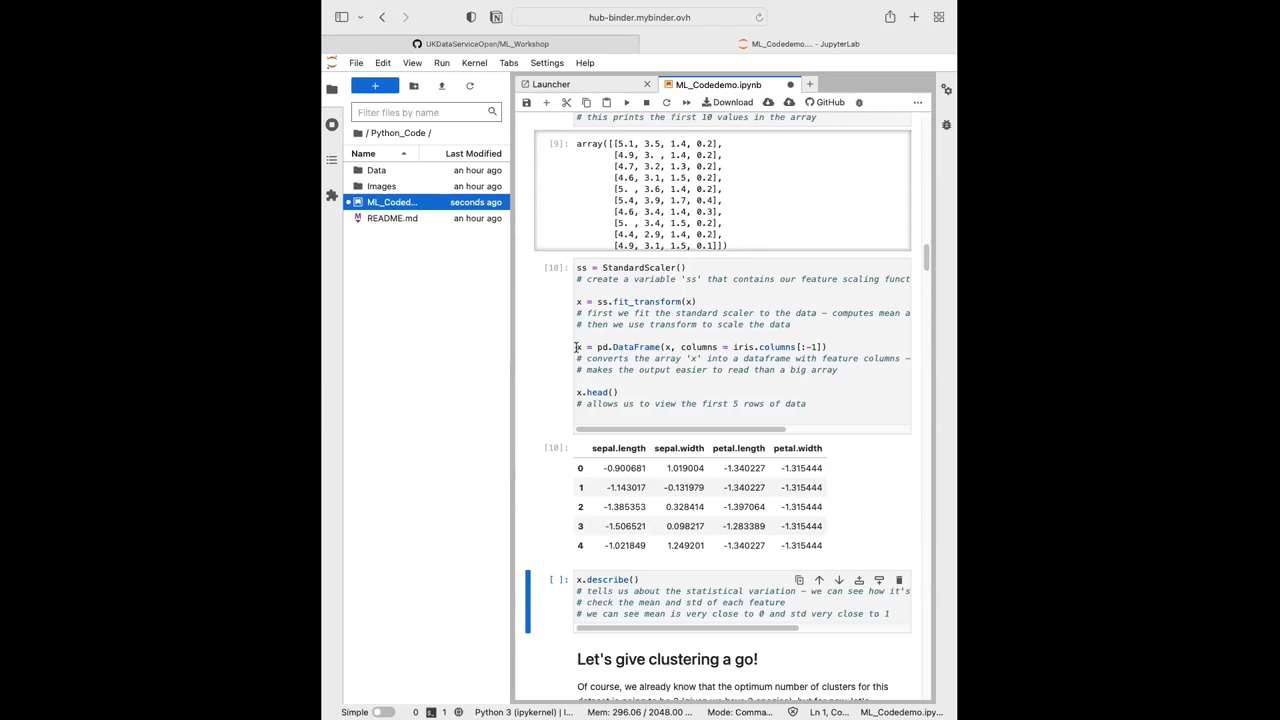 hub-binder.mybinder.ovh
UKDataServiceOpen/ML_Workshop
ML_Codedemo.... - JupyterLab
File Edit View Run Kernel Tabs Settings Help
Launcher
ML_Codedemo.ipynb
Download
GitHub
Filter files by name
/ Python_Code /
Name
Last Modified
Data an hour ago
Images an hour ago
ML_Coded... seconds ago
README.md an hour ago
# this prints the first 10 values in the array
[9]: array([[5.1, 3.5, 1.4, 0.2],
[4.9, 3. , 1.4, 0.2],
[4.7, 3.2, 1.3, 0.2],
[4.6, 3.1, 1.5, 0.2],
[5. , 3.6, 1.4, 0.2],
[5.4, 3.9, 1.7, 0.4],
[4.6, 3.4, 1.4, 0.3],
[5. , 3.4, 1.5, 0.2],
[4.4, 2.9, 1.4, 0.2],
[4.9, 3.1, 1.5, 0.1]])
[10]: ss = StandardScaler()
# create a variable 'ss' that contains our feature scaling funct
x = ss.fit_transform(x)
# first we fit the standard scaler to the data – computes mean a
# then we use transform to scale the data
x = pd.DataFrame(x, columns = iris.columns[:-1])
# converts the array 'x' into a dataframe with feature columns –
# makes the output easier to read than a big array
x.head()
# allows us to view the first 5 rows of data
[10]: sepal.length sepal.width petal.length petal.width
0 -0.900681 1.019004 -1.340227 -1.315444
1 -1.143017 -0.131979 -1.340227 -1.315444
2 -1.385353 0.328414 -1.397064 -1.315444
3 -1.506521 0.098217 -1.283389 -1.315444
4 -1.021849 1.249201 -1.340227 -1.315444
[ ]: x.describe()
# tells us about the statistical variation – we can see how it's
# check the mean and std of each feature
# we can see mean is very close to 0 and std very close to 1
Let's give clustering a go!
Of course, we already know that the optimum number of clusters for this
Simple 0 1 Python 3 (ipykernel) | I... Mem: 296.06 / 2048.00 ... Mode: Comma... Ln 1, Co... ML_Codedemo.ipy...